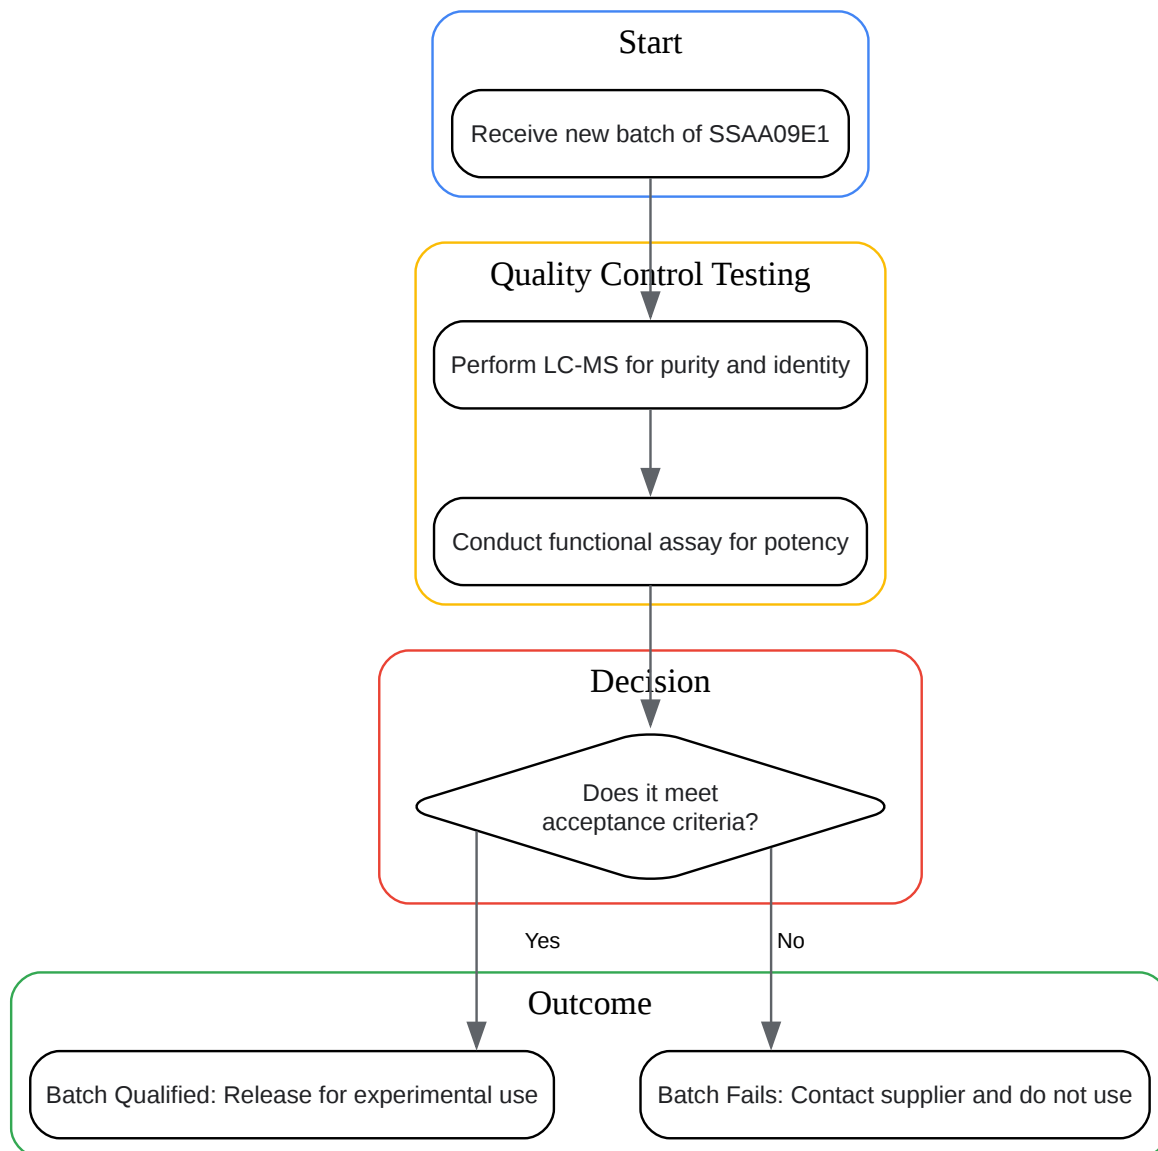 Start
Receive new batch of SSAA09E1
Quality Control Testing
Perform LC-MS for purity and identity
Conduct functional assay for potency
Decision
Does it meet
acceptance criteria?
Yes
No
Outcome
Batch Qualified: Release for experimental use
Batch Fails: Contact supplier and do not use